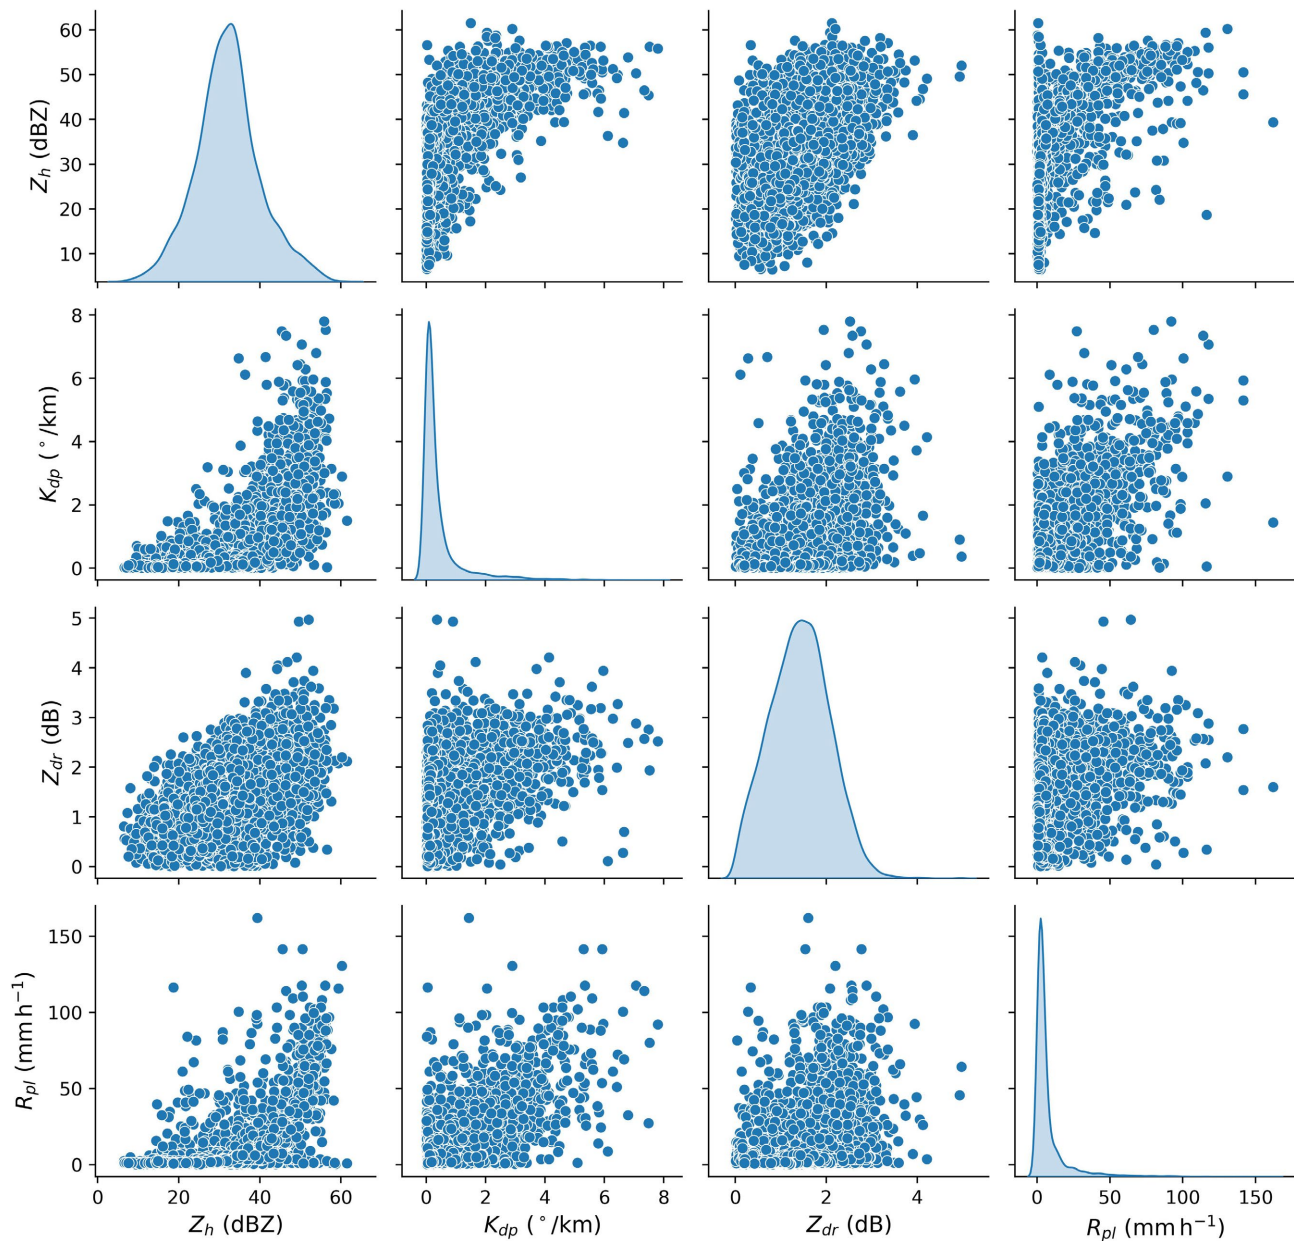 60
50
40
30
20
10
Z_h (dBZ)
8
6
4
2
0
K_dp (°/km)
5
4
3
2
1
0
Z_dr (dB)
150
100
50
0
R_pl (mm h⁻¹)
0 20 40 60
Z_h (dBZ)
0 2 4 6 8
K_dp (°/km)
0 2 4
Z_dr (dB)
0 50 100 150
R_pl (mm h⁻¹)